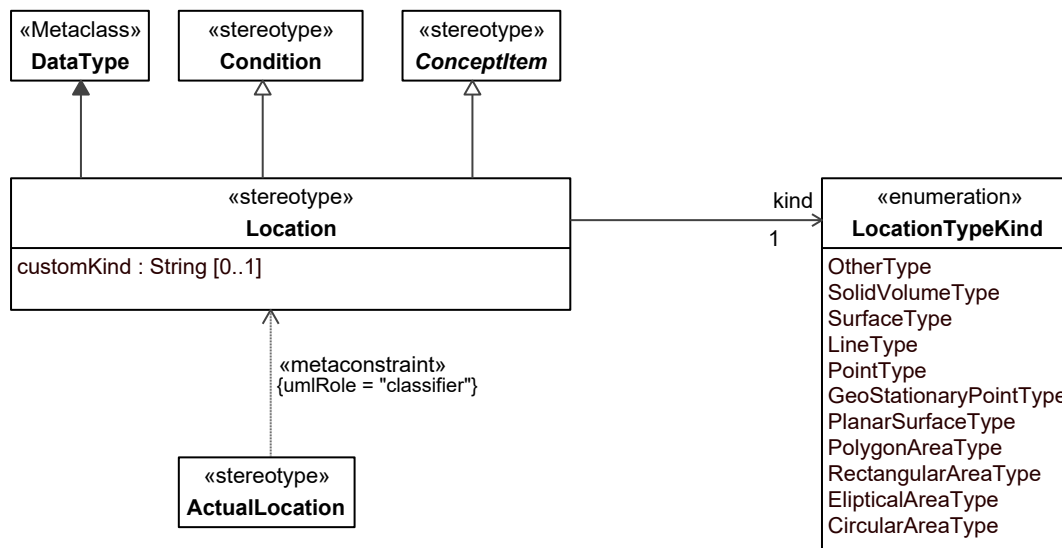 «Metaclass»
DataType
«stereotype»
Condition
«stereotype»
ConceptItem
«stereotype»
Location
customKind : String [0..1]
kind
1
«enumeration»
LocationTypeKind
OtherType
SolidVolumeType
SurfaceType
LineType
PointType
GeoStationaryPointType
PlanarSurfaceType
PolygonAreaType
RectangularAreaType
ElipticalAreaType
CircularAreaType
«metaconstraint»
{umlRole = "classifier"}
«stereotype»
ActualLocation